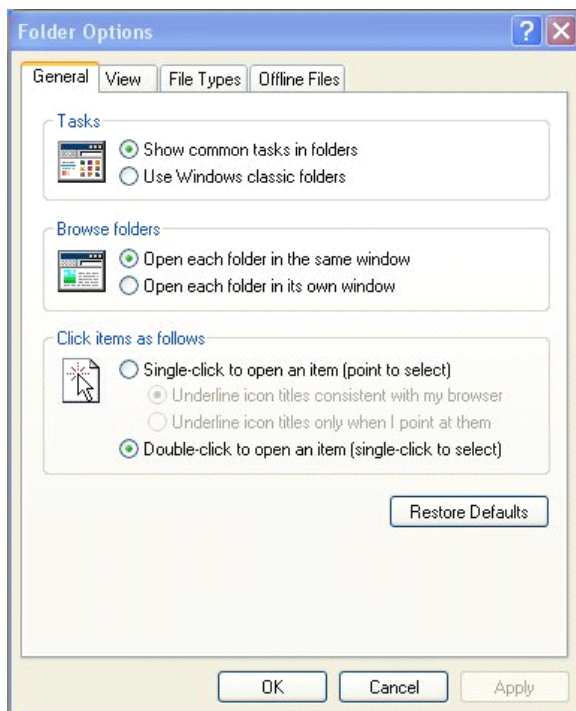 Folder Options
General View File Types Offline Files
Tasks
Show common tasks in folders
Use Windows classic folders
Browse folders
Open each folder in the same window
Open each folder in its own window
Click items as follows
Single-click to open an item (point to select)
Underline icon titles consistent with my browser
Underline icon titles only when I point at them
Double-click to open an item (single-click to select)
Restore Defaults
OK Cancel Apply